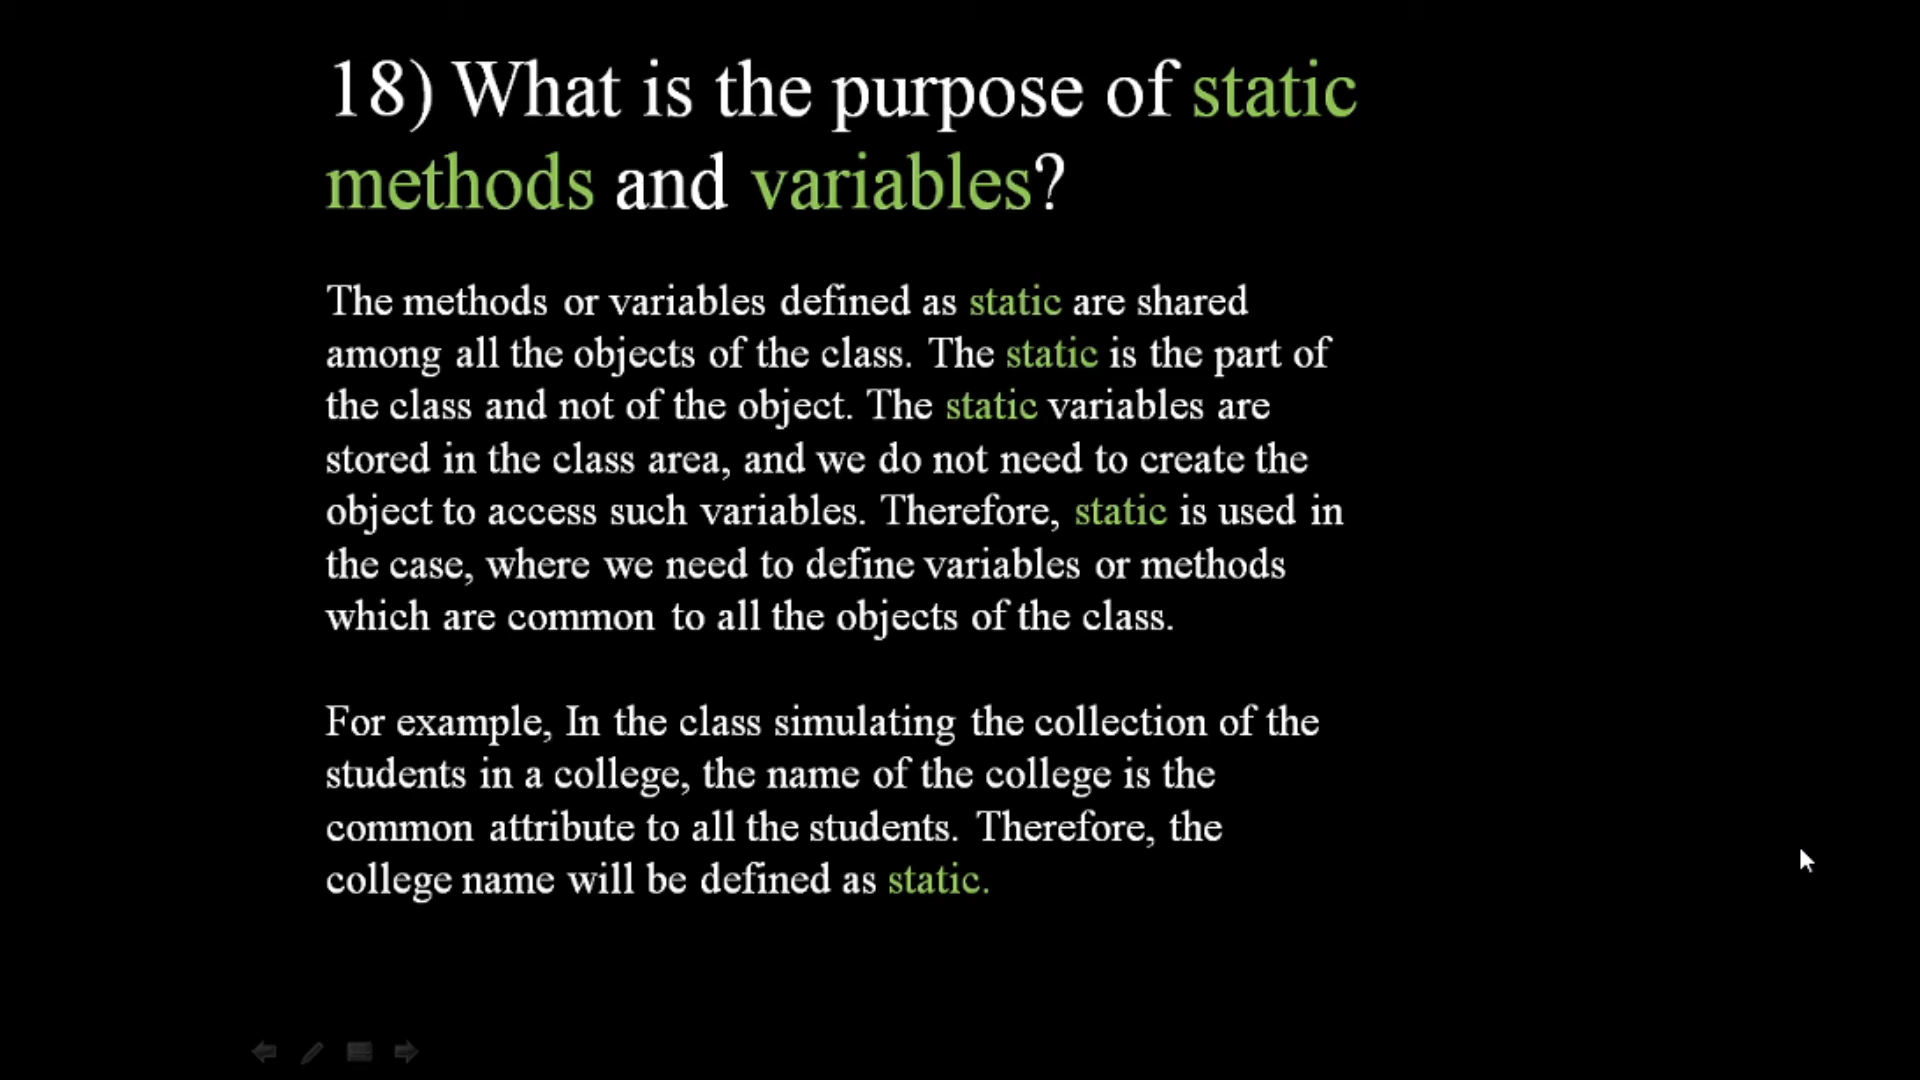 18) What is the purpose of static
methods and variables?
The methods or variables defined as static are shared
among all the objects of the class. The static is the part of
the class and not of the object. The static variables are
stored in the class area, and we do not need to create the
object to access such variables. Therefore, static is used in
the case, where we need to define variables or methods
which are common to all the objects of the class.
For example, In the class simulating the collection of the
students in a college, the name of the college is the
common attribute to all the students. Therefore, the
college name will be defined as static.